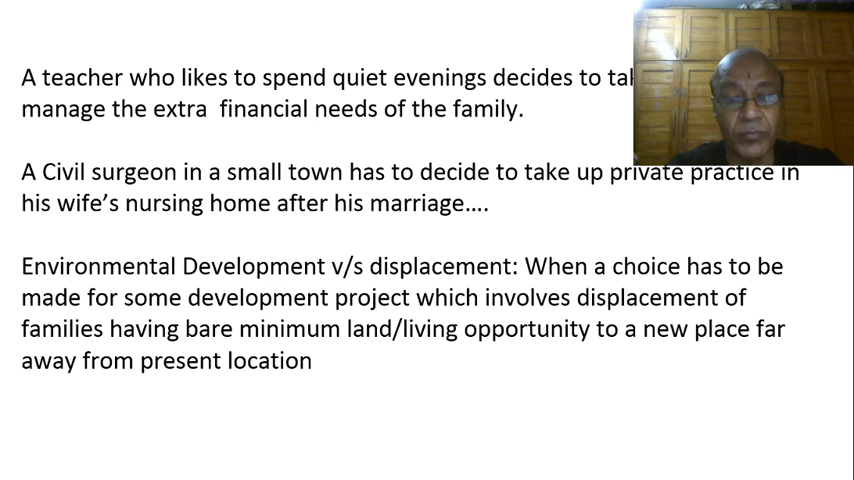 A teacher who likes to spend quiet evenings decides to
manage the extra  financial needs of the family.
A Civil surgeon in a small town has to decide to take up private practice in
his wife’s nursing home after his marriage….
Environmental Development v/s displacement: When a choice has to be
made for some development project which involves displacement of
families having bare minimum land/living opportunity to a new place far
away from present location